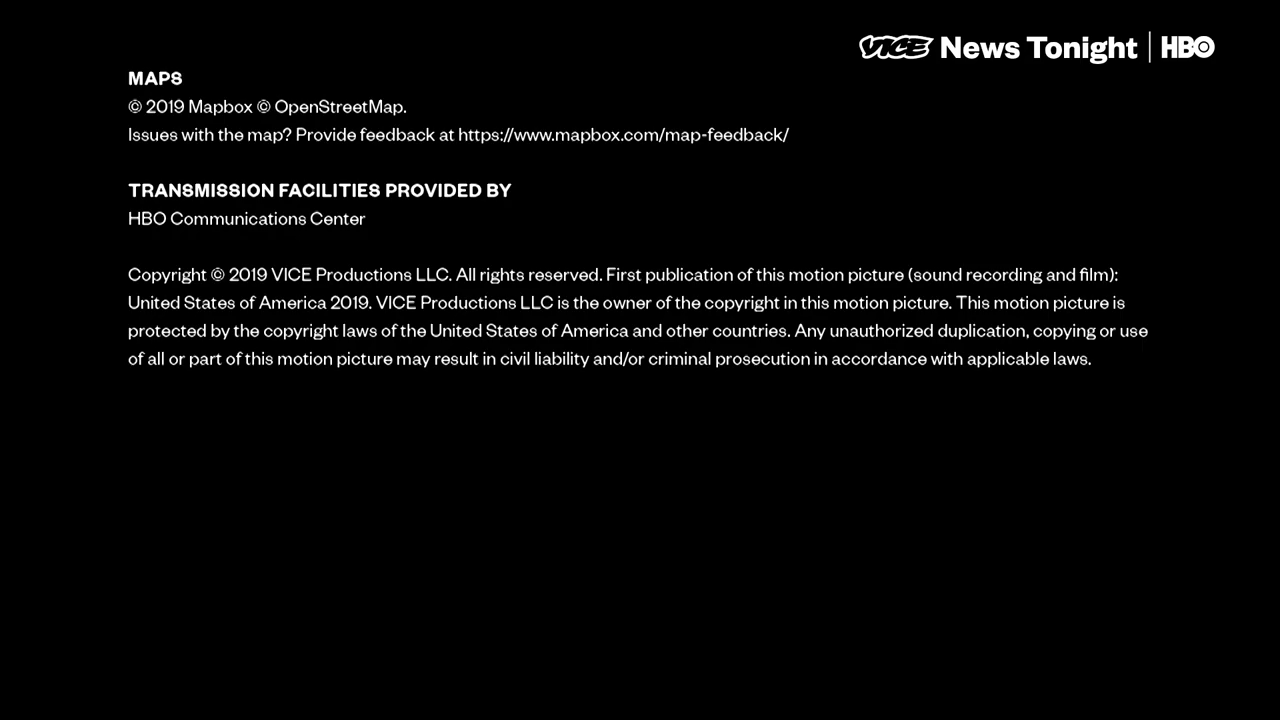 VICE News Tonight | HBO
MAPS
© 2019 Mapbox © OpenStreetMap.
Issues with the map? Provide feedback at https://www.mapbox.com/map-feedback/
TRANSMISSION FACILITIES PROVIDED BY
HBO Communications Center
Copyright © 2019 VICE Productions LLC. All rights reserved. First publication of this motion picture (sound recording and film):
United States of America 2019. VICE Productions LLC is the owner of the copyright in this motion picture. This motion picture is
protected by the copyright laws of the United States of America and other countries. Any unauthorized duplication, copying or use
of all or part of this motion picture may result in civil liability and/or criminal prosecution in accordance with applicable laws.